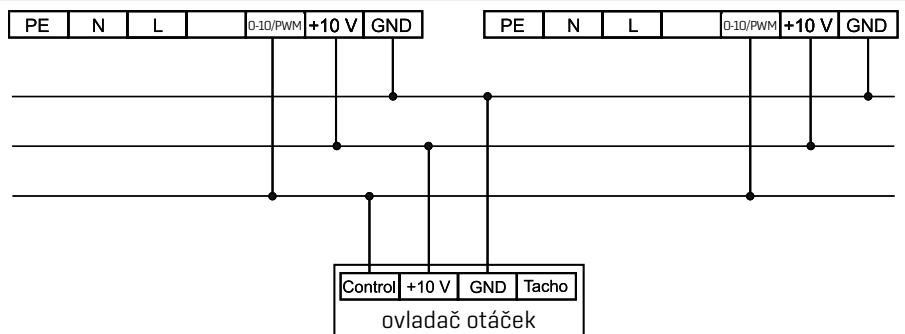 PE N L 0-10/PWM +10 V GND PE N L 0-10/PWM +10 V GND
Control +10 V GND Tacho
ovladač otáček